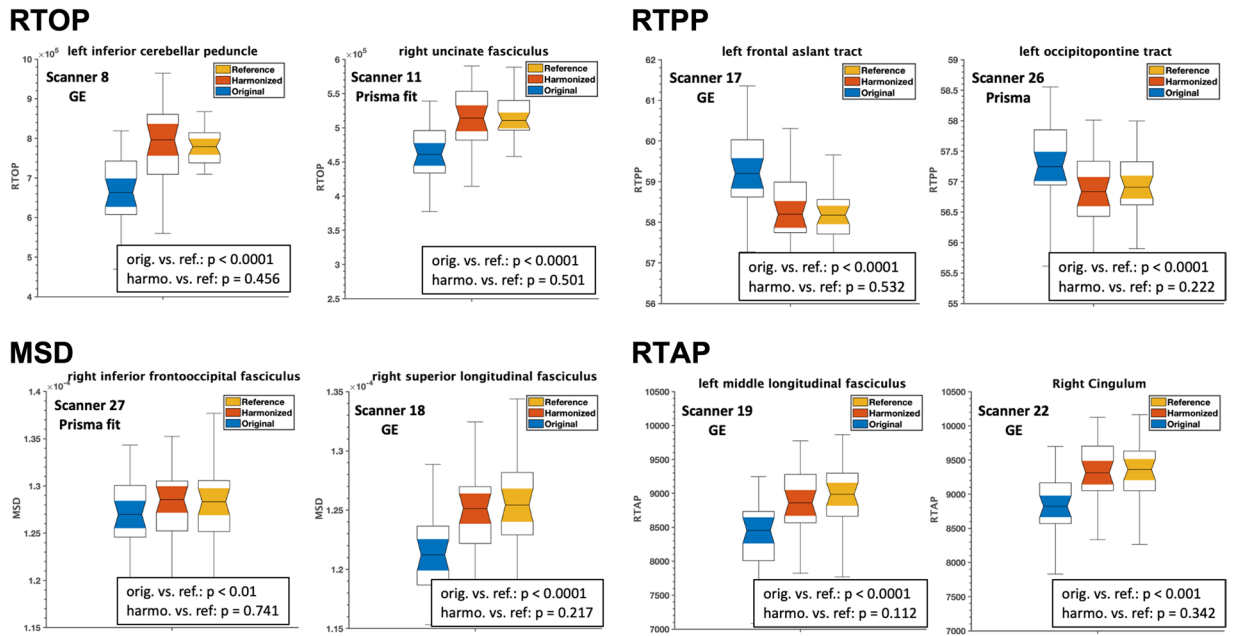 RTOP
×10⁵
left inferior cerebellar peduncle
Scanner 8
GE
Reference
Harmonized
Original
10
9
8
7
6
5
4
RTOP
orig. vs. ref.: p < 0.0001
harmo. vs. ref: p = 0.456
×10⁵
right uncinate fasciculus
Scanner 11
Prisma fit
Reference
Harmonized
Original
6
5.5
5
4.5
4
3.5
3
2.5
RTOP
orig. vs. ref.: p < 0.0001
harmo. vs. ref: p = 0.501
RTPP
left frontal aslant tract
Scanner 17
GE
Reference
Harmonized
Original
62
61
60
59
58
57
56
RTPP
orig. vs. ref.: p < 0.0001
harmo. vs ref: p = 0.532
left occipitopontine tract
Scanner 26
Prisma
Reference
Harmonized
Original
59
58.5
58
57.5
57
56.5
56
55.5
55
RTPP
orig. vs. ref.: p < 0.0001
harmo. vs ref: p = 0.222
MSD
×10⁻⁴
right inferior frontooccipital fasciculus
Scanner 27
Prisma fit
Reference
Harmonized
Original
1.4
1.35
1.3
1.25
1.2
1.15
MSD
orig. vs. ref.: p < 0.01
harmo. vs ref: p = 0.741
×10⁻⁴
right superior longitudinal fasciculus
Scanner 18
GE
Reference
Harmonized
Original
1.35
1.3
1.25
1.2
1.15
MSD
orig. vs. ref.: p < 0.0001
harmo. vs ref: p = 0.217
RTAP
left middle longitudinal fasciculus
Scanner 19
GE
Reference
Harmonized
Original
10500
10000
9500
9000
8500
8000
7500
7000
RTAP
orig. vs. ref.: p < 0.0001
harmo. vs ref: p = 0.112
Right Cingulum
Scanner 22
GE
Reference
Harmonized
Original
10500
10000
9500
9000
8500
8000
7500
7000
RTAP
orig. vs. ref.: p < 0.001
harmo. vs ref: p = 0.342